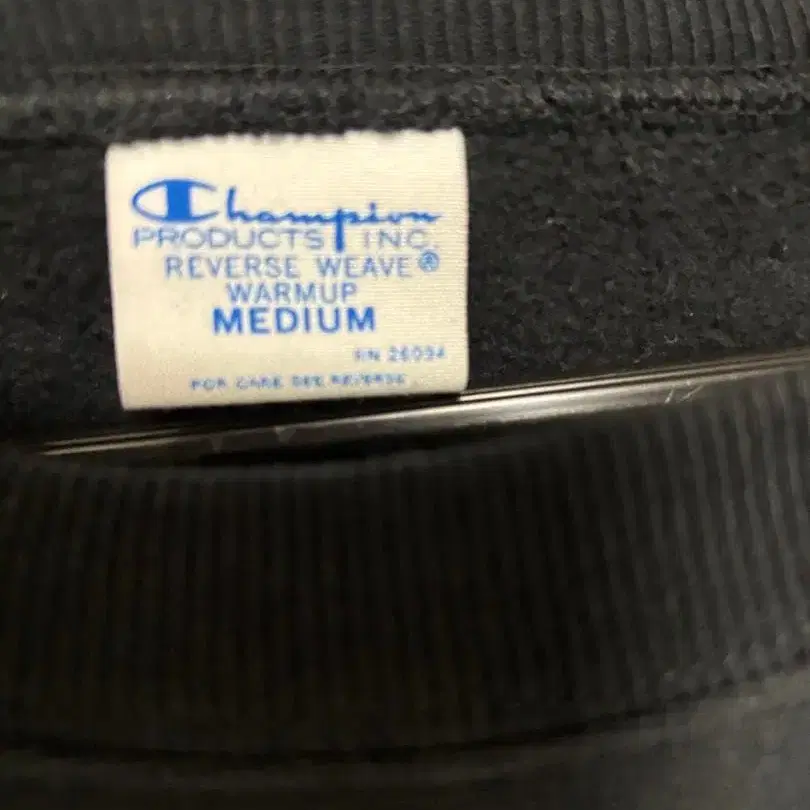 Champion
PRODUCTS INC.
REVERSE WEAVE®
WARMUP
MEDIUM
RN 26094
FOR CARE SEE REVERSE